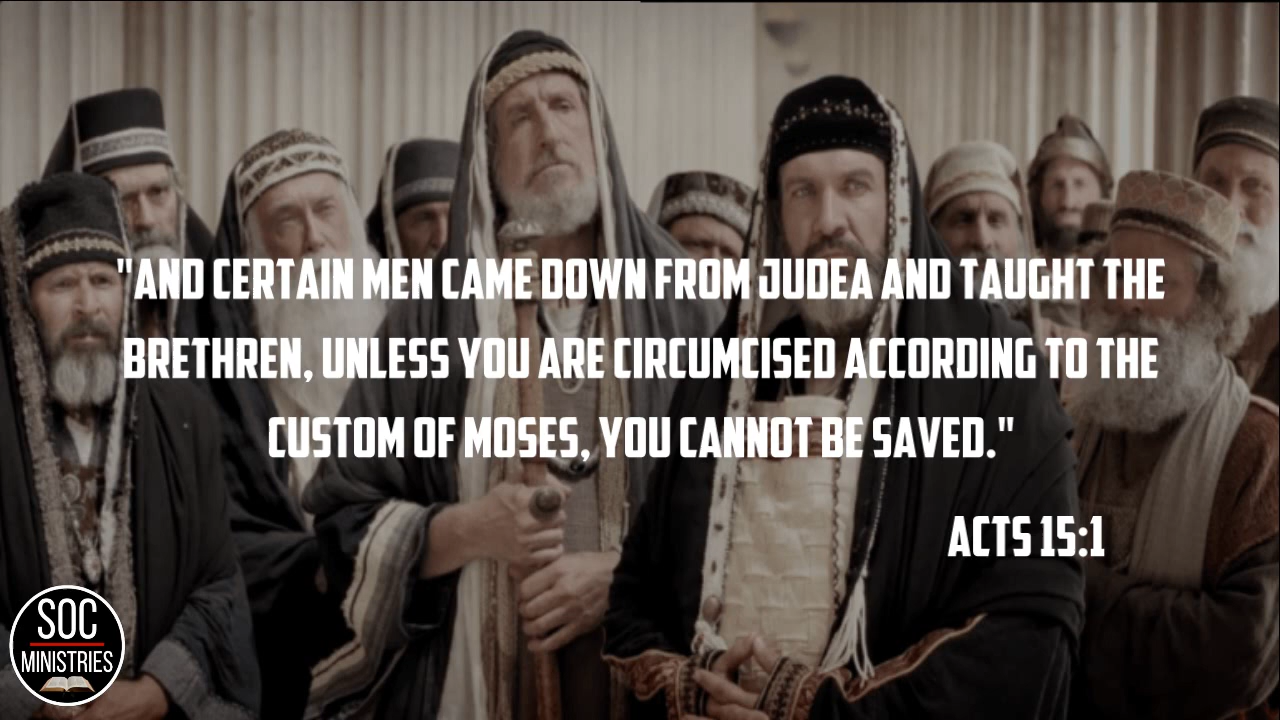 "AND CERTAIN MEN CAME DOWN FROM JUDEA AND TAUGHT THE
BRETHREN, UNLESS YOU ARE CIRCUMCISED ACCORDING TO THE
CUSTOM OF MOSES, YOU CANNOT BE SAVED."
ACTS 15:1
SOC
MINISTRIES